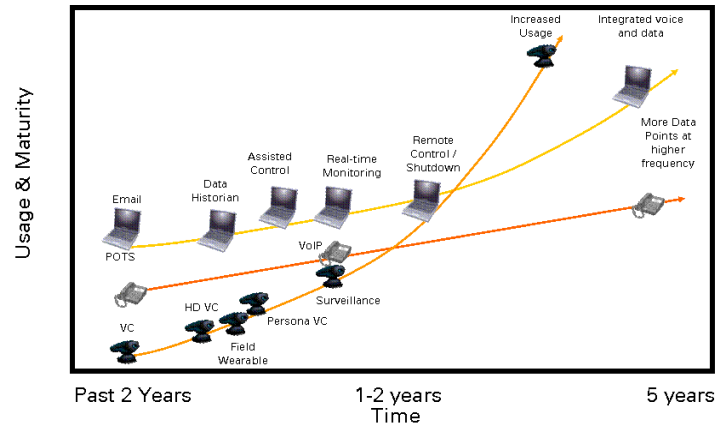 Increased
Usage
Integrated voice
and data
More Data
Points at
higher
frequency
Remote
Control /
Shutdown
Assisted
Control
Real-time
Monitoring
Email
Data
Historian
POTS
VoIP
Surveillance
HD VC
Persona VC
VC
Field
Wearable
Usage & Maturity
Past 2 Years
1-2 years
5 years
Time